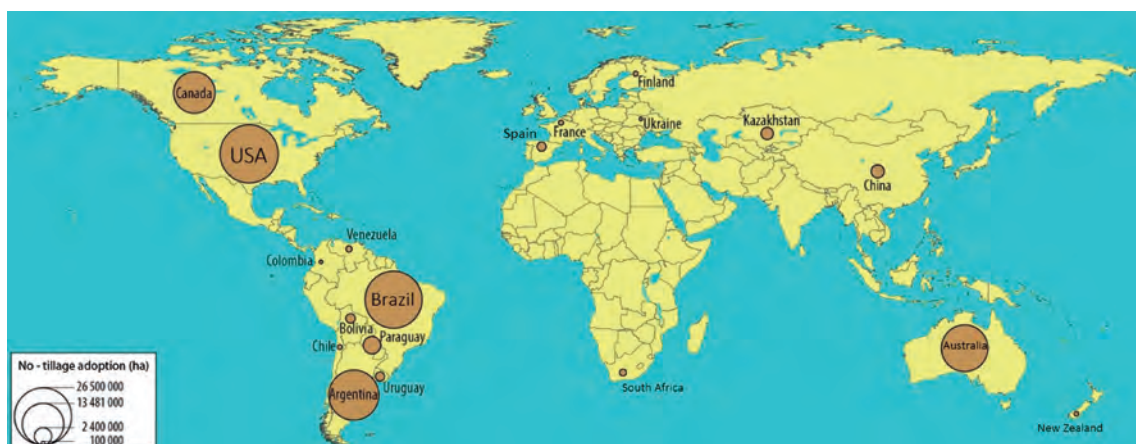 Canada
USA
Finland
Ukraine
France
Spain
Kazakhstan
China
Venezuela
Colombia
Brazil
Bolivia
Paraguay
Chile
Uruguay
Argentina
South Africa
Australia
New Zealand
No - tillage adoption (ha)
26 500 000
13 481 000
2 400 000
100 000